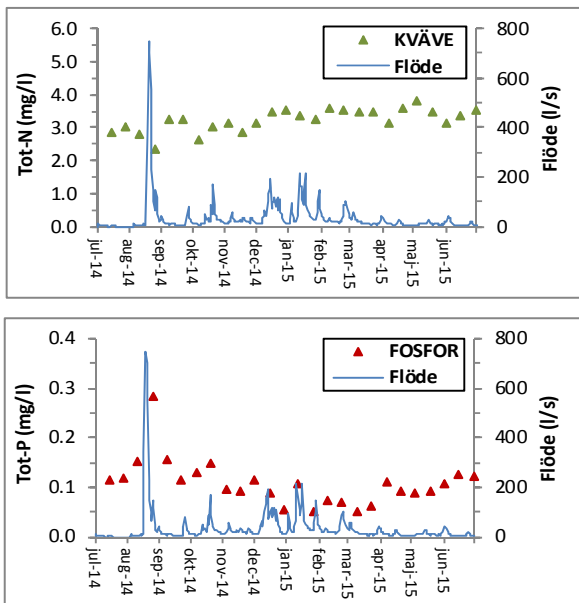 6.0
5.0
4.0
3.0
2.0
1.0
0.0
Tot-N (mg/l)
KVÄVE
Flöde
800
600
400
200
0
Flöde (l/s)
jul-14
aug-14
sep-14
okt-14
nov-14
dec-14
jan-15
feb-15
mar-15
apr-15
maj-15
jun-15
0.4
0.3
0.2
0.1
0.0
Tot-P (mg/l)
FOSFOR
Flöde
800
600
400
200
0
Flöde (l/s)
jul-14
aug-14
sep-14
okt-14
nov-14
dec-14
jan-15
feb-15
mar-15
apr-15
maj-15
jun-15